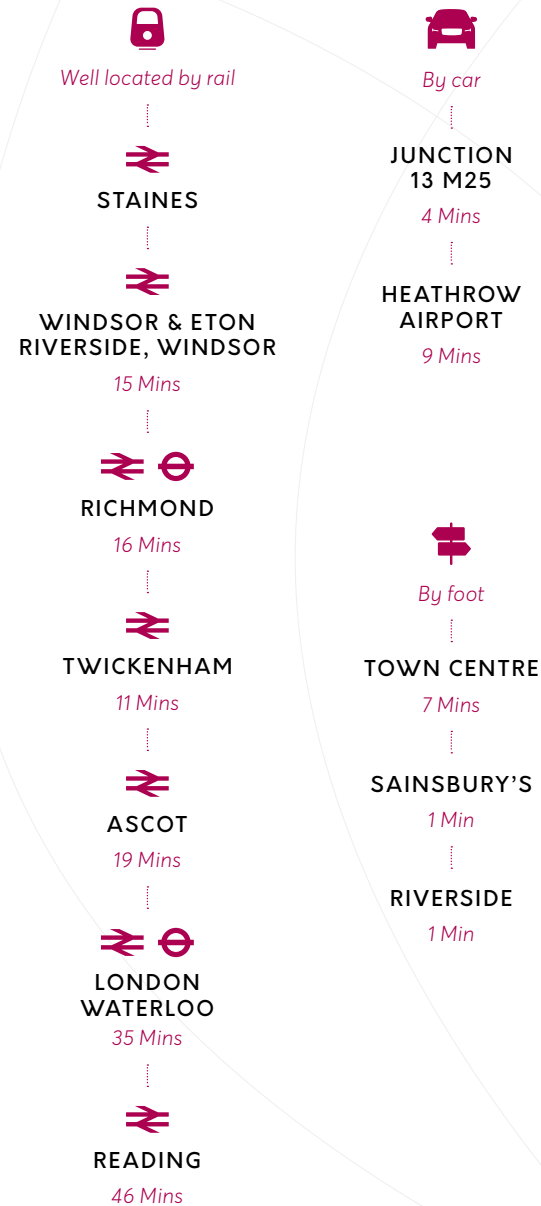 Well located by rail
STAINES
WINDSOR & ETON
RIVERSIDE, WINDSOR
15 Mins
RICHMOND
16 Mins
TWICKENHAM
11 Mins
ASCOT
19 Mins
LONDON
WATERLOO
35 Mins
READING
46 Mins
By car
JUNCTION
13 M25
4 Mins
HEATHROW
AIRPORT
9 Mins
By foot
TOWN CENTRE
7 Mins
SAINSBURY’S
1 Min
RIVERSIDE
1 Min